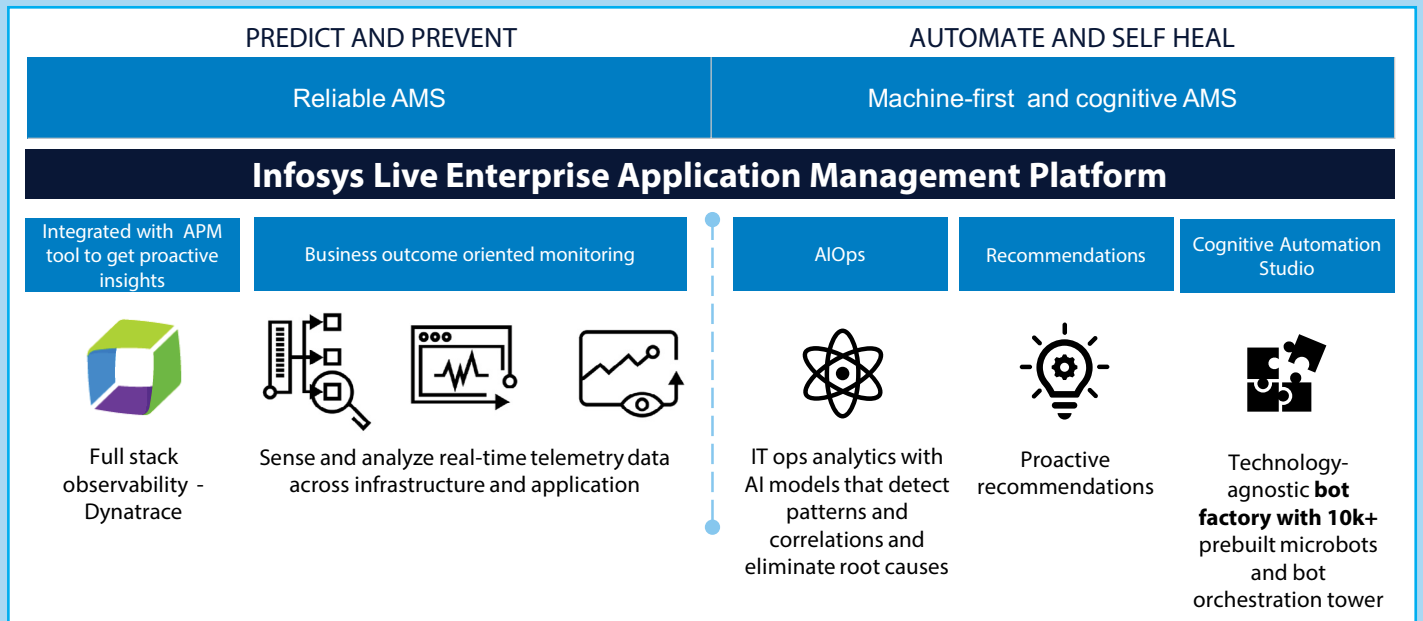 PREDICT AND PREVENT
AUTOMATE AND SELF HEAL
Reliable AMS
Machine-first and cognitive AMS
Infosys Live Enterprise Application Management Platform
Integrated with APM
tool to get proactive
insights
Business outcome oriented monitoring
AIOps
Recommendations
Cognitive Automation
Studio
Full stack
observability -
Dynatrace
Sense and analyze real-time telemetry data
across infrastructure and application
IT ops analytics with
AI models that detect
patterns and
correlations and
eliminate root causes
Proactive
recommendations
Technology-
agnostic bot
factory with 10k+
prebuilt microbots
and bot
orchestration tower